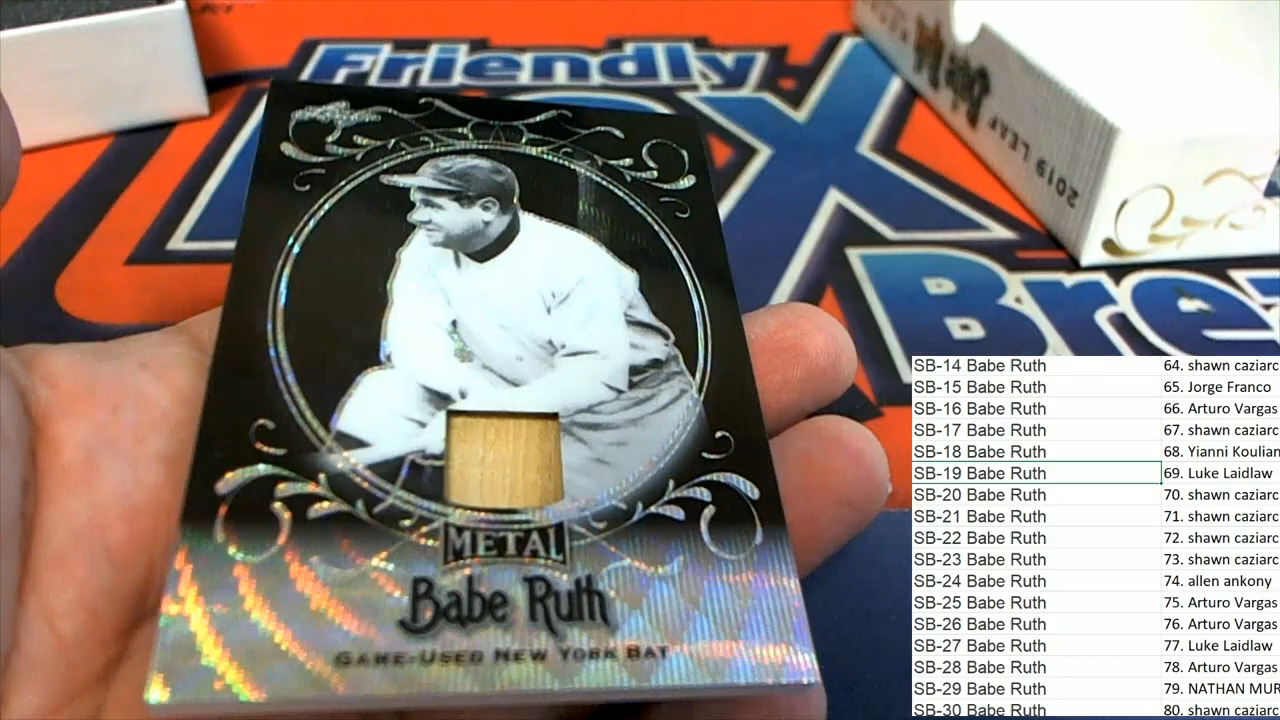 Friendly
BOX
Bre
2019 LEAF
METAL
Babe Ruth
GAME-USED NEW YORK BAT
SB-14 Babe Ruth 64. shawn caziarc
SB-15 Babe Ruth 65. Jorge Franco
SB-16 Babe Ruth 66. Arturo Vargas
SB-17 Babe Ruth 67. shawn caziarc
SB-18 Babe Ruth 68. Yianni Koulian
SB-19 Babe Ruth 69. Luke Laidlaw
SB-20 Babe Ruth 70. shawn caziarc
SB-21 Babe Ruth 71. shawn caziarc
SB-22 Babe Ruth 72. shawn caziarc
SB-23 Babe Ruth 73. shawn caziarc
SB-24 Babe Ruth 74. allen ankony
SB-25 Babe Ruth 75. Arturo Vargas
SB-26 Babe Ruth 76. Arturo Vargas
SB-27 Babe Ruth 77. Luke Laidlaw
SB-28 Babe Ruth 78. Arturo Vargas
SB-29 Babe Ruth 79. NATHAN MUR
SB-30 Babe Ruth 80. shawn caziarc